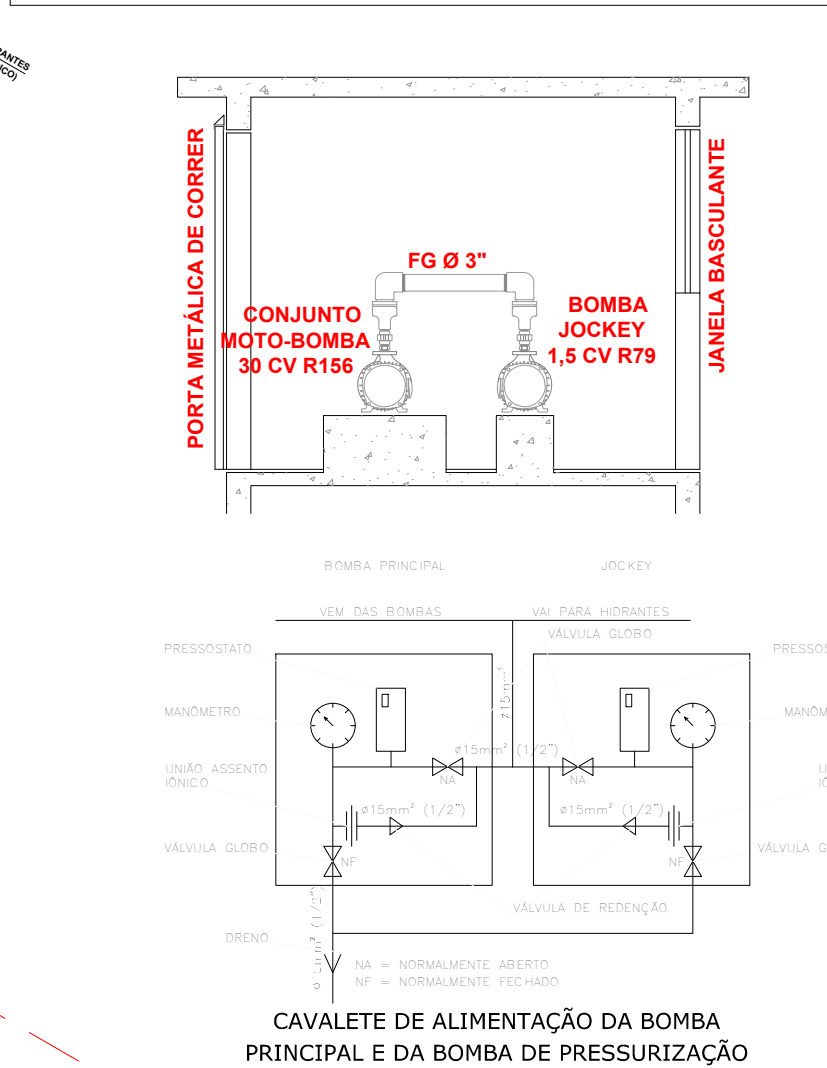 PORTA METÁLICA DE CORRER
FG Ø 3"
CONJUNTO
MOTO-BOMBA
30 CV R156
BOMBA
JOCKEY
1,5 CV R79
JANELA BASCULANTE
BOMBA PRINCIPAL
JOCKEY
VEM DAS BOMBAS
VAI PARA HIDRANTES
VÁLVULA GLOBO
PRESSOSTATO
MANÔMETRO
ø15mm²
ø15mm² (1/2")
NA
NA
UNIÃO ASSENTO
IÔNICO
ø15mm² (1/2")
ø15mm² (1/2")
VÁLVULA GLOBO
NF
NF
VÁLVULA DE REDENÇÃO
DRENO
NA = NORMALMENTE ABERTO
NF = NORMALMENTE FECHADO
CAVALETE DE ALIMENTAÇÃO DA BOMBA
PRINCIPAL E DA BOMBA DE PRESSURIZAÇÃO